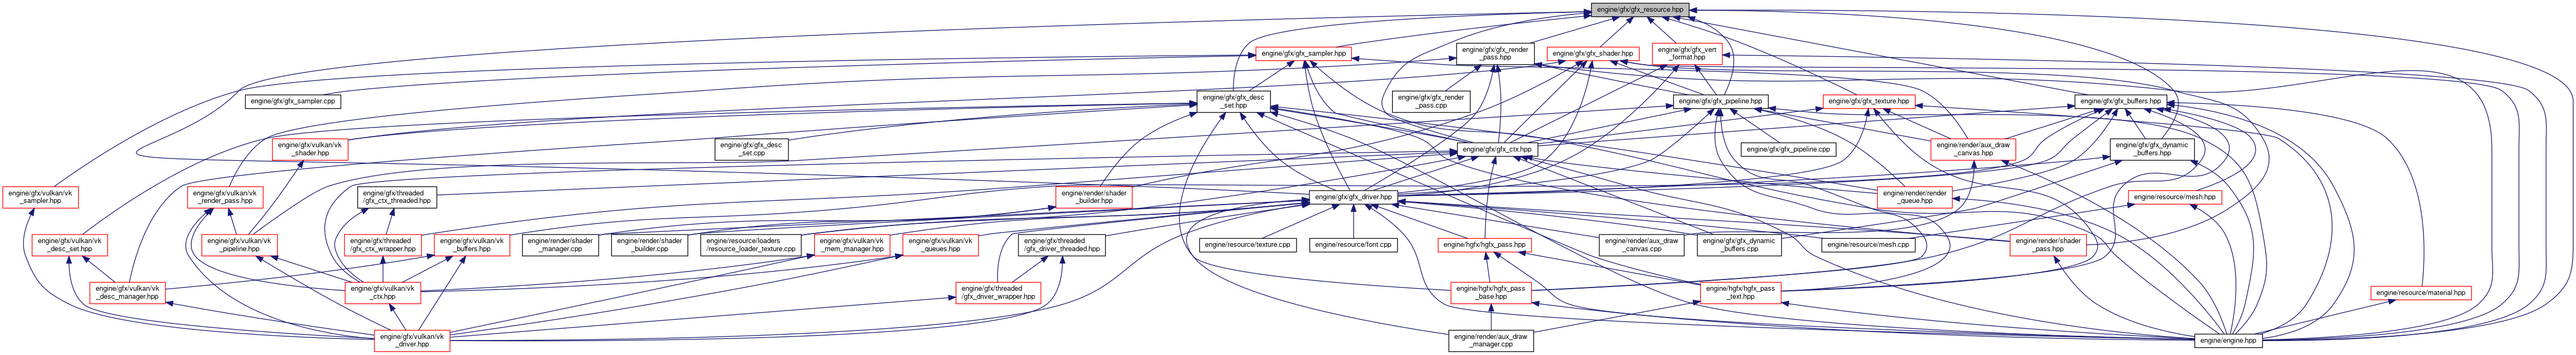 engine/gfx/gfx_resource.hpp
engine/gfx/gfx_sampler.hpp
engine/gfx/gfx_render
_pass.hpp
engine/gfx/gfx_shader.hpp
engine/gfx/gfx_vert
_format.hpp
engine/gfx/gfx_sampler.cpp
engine/gfx/gfx_desc
_set.hpp
engine/gfx/gfx_render
_pass.cpp
engine/gfx/gfx_pipeline.hpp
engine/gfx/gfx_texture.hpp
engine/gfx/gfx_buffers.hpp
engine/gfx/vulkan/vk
_shader.hpp
engine/gfx/gfx_desc
_set.cpp
engine/gfx/gfx_ctx.hpp
engine/gfx/gfx_pipeline.cpp
engine/render/aux_draw
_canvas.hpp
engine/gfx/gfx_dynamic
_buffers.hpp
engine/gfx/vulkan/vk
_sampler.hpp
engine/gfx/vulkan/vk
_render_pass.hpp
engine/gfx/threaded
/gfx_ctx_threaded.hpp
engine/render/shader
_builder.hpp
engine/gfx/gfx_driver.hpp
engine/render/render
_queue.hpp
engine/resource/mesh.hpp
engine/gfx/vulkan/vk
_desc_set.hpp
engine/gfx/vulkan/vk
_pipeline.hpp
engine/gfx/threaded
/gfx_ctx_wrapper.hpp
engine/gfx/vulkan/vk
_buffers.hpp
engine/render/shader
_manager.cpp
engine/render/shader
_builder.cpp
engine/resource/loaders
/resource_loader_texture.cpp
engine/gfx/vulkan/vk
_mem_manager.hpp
engine/gfx/vulkan/vk
_queues.hpp
engine/gfx/threaded
/gfx_driver_threaded.hpp
engine/resource/texture.cpp
engine/resource/font.cpp
engine/hgfx/hgfx_pass.hpp
engine/render/aux_draw
_canvas.cpp
engine/gfx/gfx_dynamic
_buffers.cpp
engine/resource/mesh.cpp
engine/render/shader
_pass.hpp
engine/gfx/vulkan/vk
_desc_manager.hpp
engine/gfx/vulkan/vk
_ctx.hpp
engine/gfx/threaded
/gfx_driver_wrapper.hpp
engine/hgfx/hgfx_pass
_base.hpp
engine/hgfx/hgfx_pass
_text.hpp
engine/resource/material.hpp
engine/gfx/vulkan/vk
_driver.hpp
engine/render/aux_draw
_manager.cpp
engine/engine.hpp